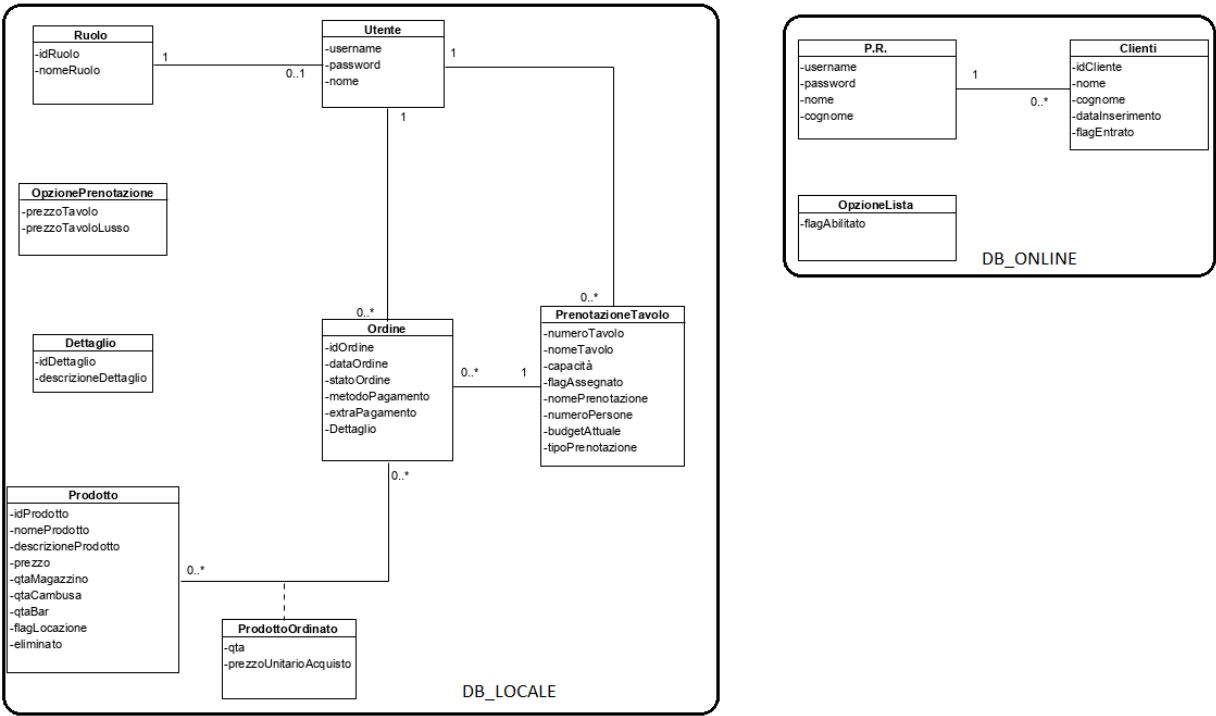 Ruolo
-idRuolo
-nomeRuolo
1
0..1
Utente
-username
-password
-nome
1
1
OpzionePrenotazione
-prezzoTavolo
-prezzoTavoloLusso
Dettaglio
-idDettaglio
-descrizioneDettaglio
0..*
Ordine
-idOrdine
-dataOrdine
-statoOrdine
-metodoPagamento
-extraPagamento
-Dettaglio
0..*
1
0..*
PrenotazioneTavolo
-numeroTavolo
-nomeTavolo
-capacità
-flagAssegnato
-nomePrenotazione
-numeroPersone
-budgetAttuale
-tipoPrenotazione
0..*
Prodotto
-idProdotto
-nomeProdotto
-descrizioneProdotto
-prezzo
-qtaMagazzino
-qtaCambusa
-qtaBar
-flagLocazione
-eliminato
0..*
ProdottoOrdinato
-qta
-prezzoUnitarioAcquisto
DB_LOCALE
P.R.
-username
-password
-nome
-cognome
1
0..*
Clienti
-idCliente
-nome
-cognome
-dataInserimento
-flagEntrato
OpzioneLista
-flagAbilitato
DB_ONLINE